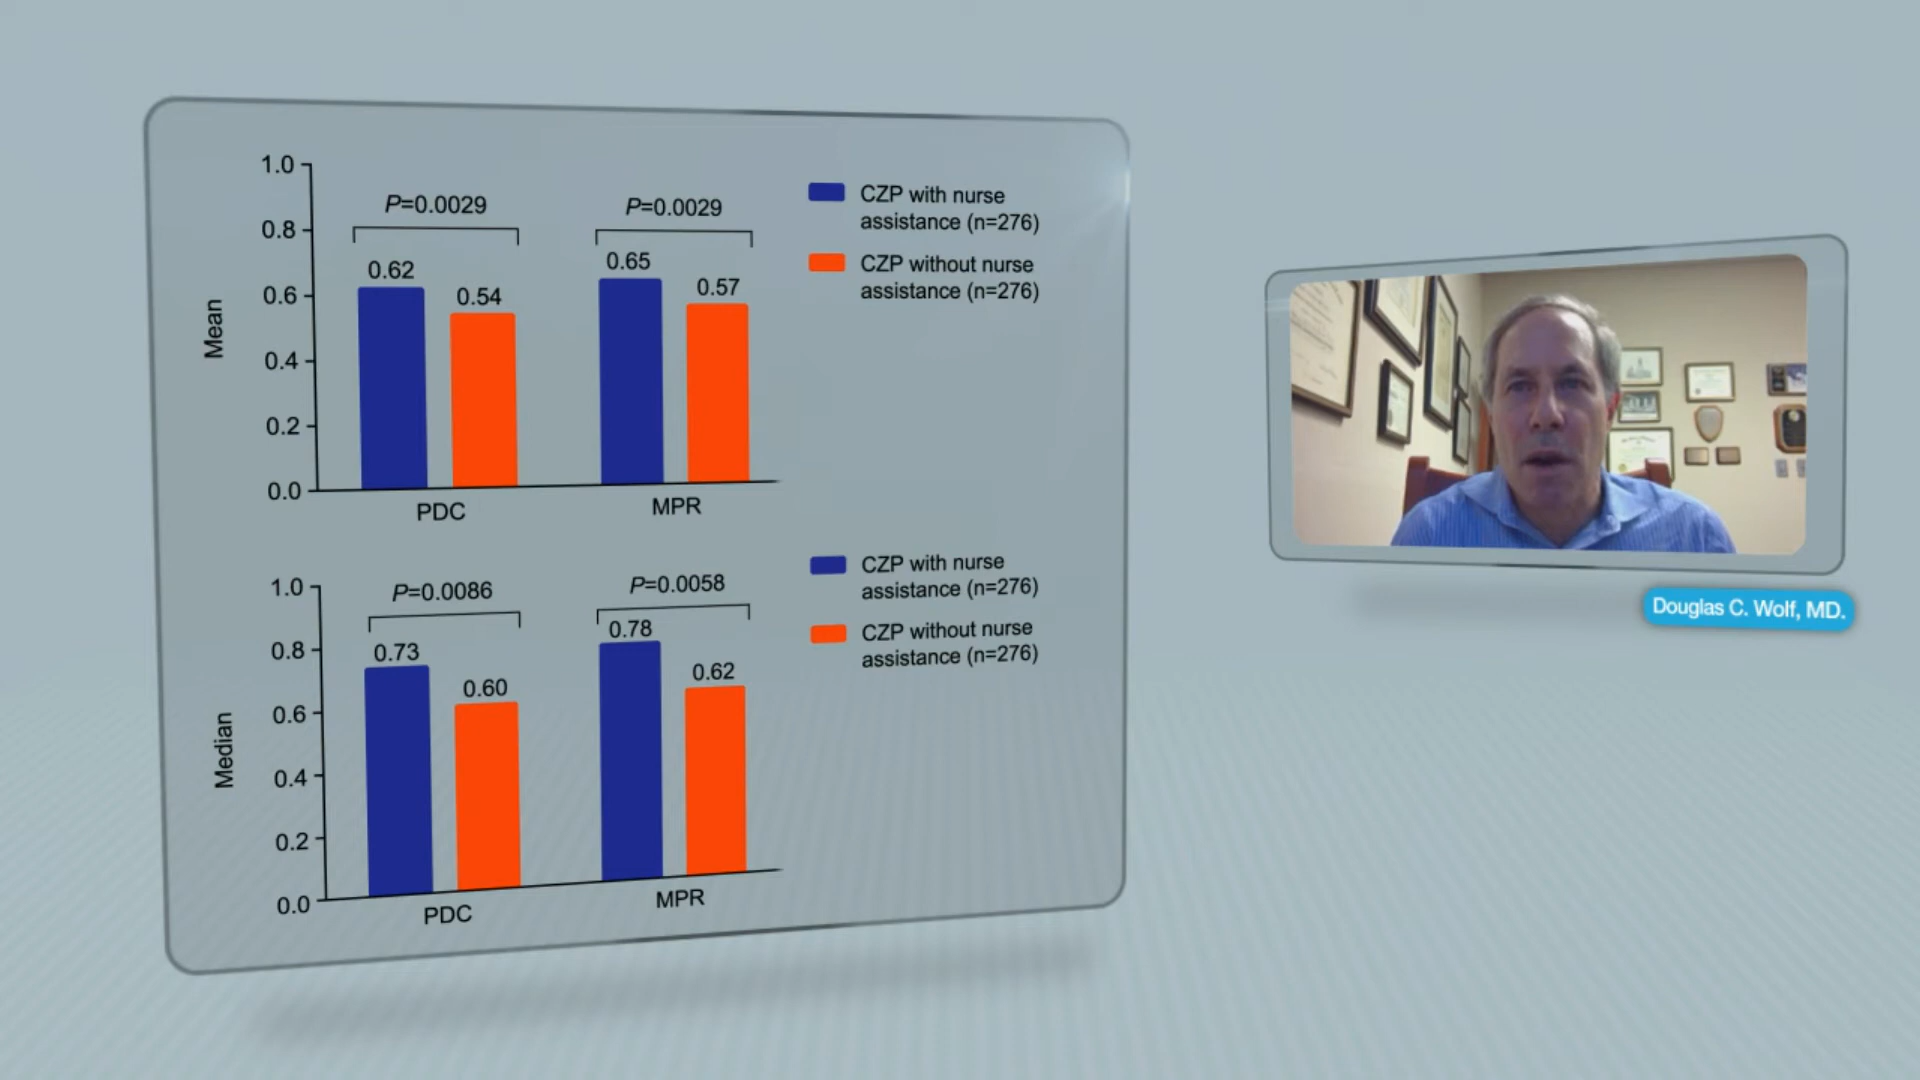 1.0
0.8
0.6
0.4
0.2
0.0
Mean
P=0.0029
P=0.0029
0.62
0.54
0.65
0.57
PDC
MPR
CZP with nurse
assistance (n=276)
CZP without nurse
assistance (n=276)
1.0
0.8
0.6
0.4
0.2
0.0
Median
P=0.0086
P=0.0058
0.73
0.60
0.78
0.62
PDC
MPR
CZP with nurse
assistance (n=276)
CZP without nurse
assistance (n=276)
Douglas C. Wolf, MD.